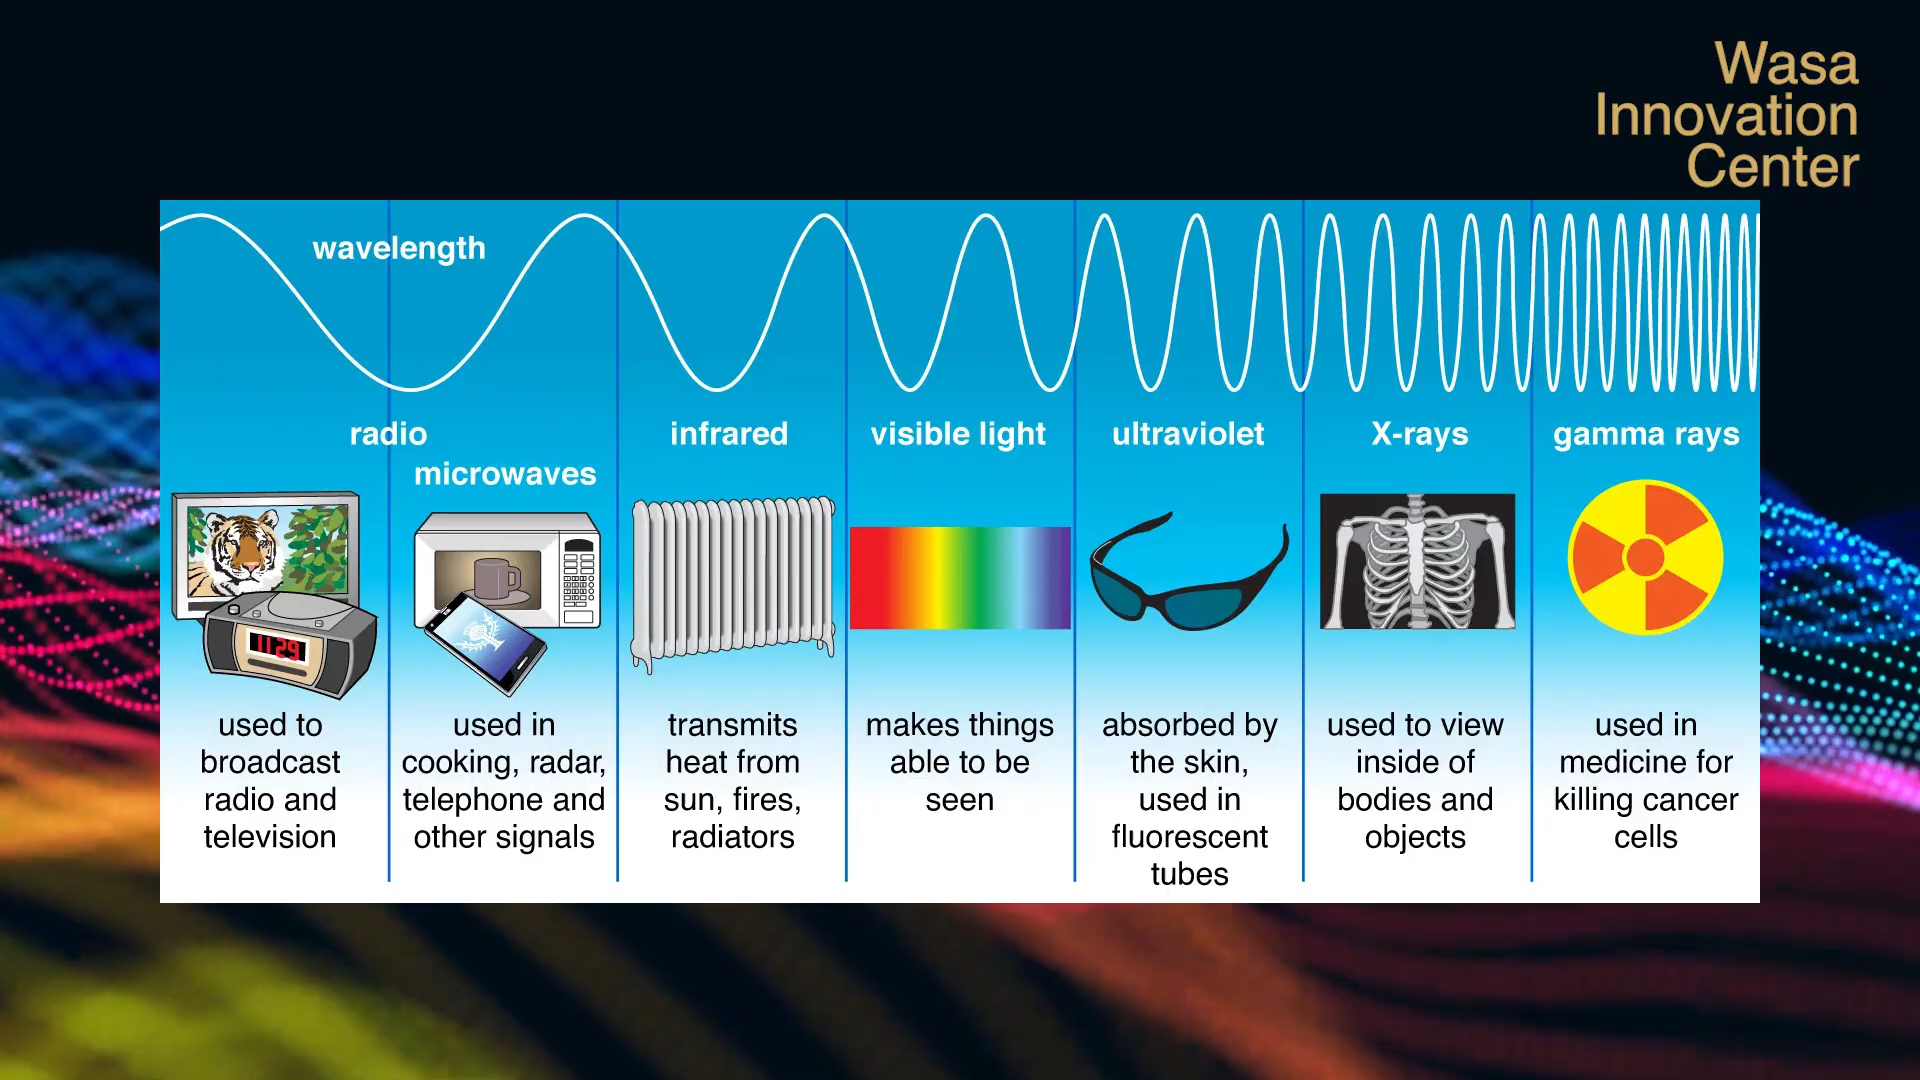 Wasa
Innovation
Center
wavelength
radio
microwaves
infrared
visible light
ultraviolet
X-rays
gamma rays
11:29
used to
broadcast
radio and
television
used in
cooking, radar,
telephone and
other signals
transmits
heat from
sun, fires,
radiators
makes things
able to be
seen
absorbed by
the skin,
used in
fluorescent
tubes
used to view
inside of
bodies and
objects
used in
medicine for
killing cancer
cells